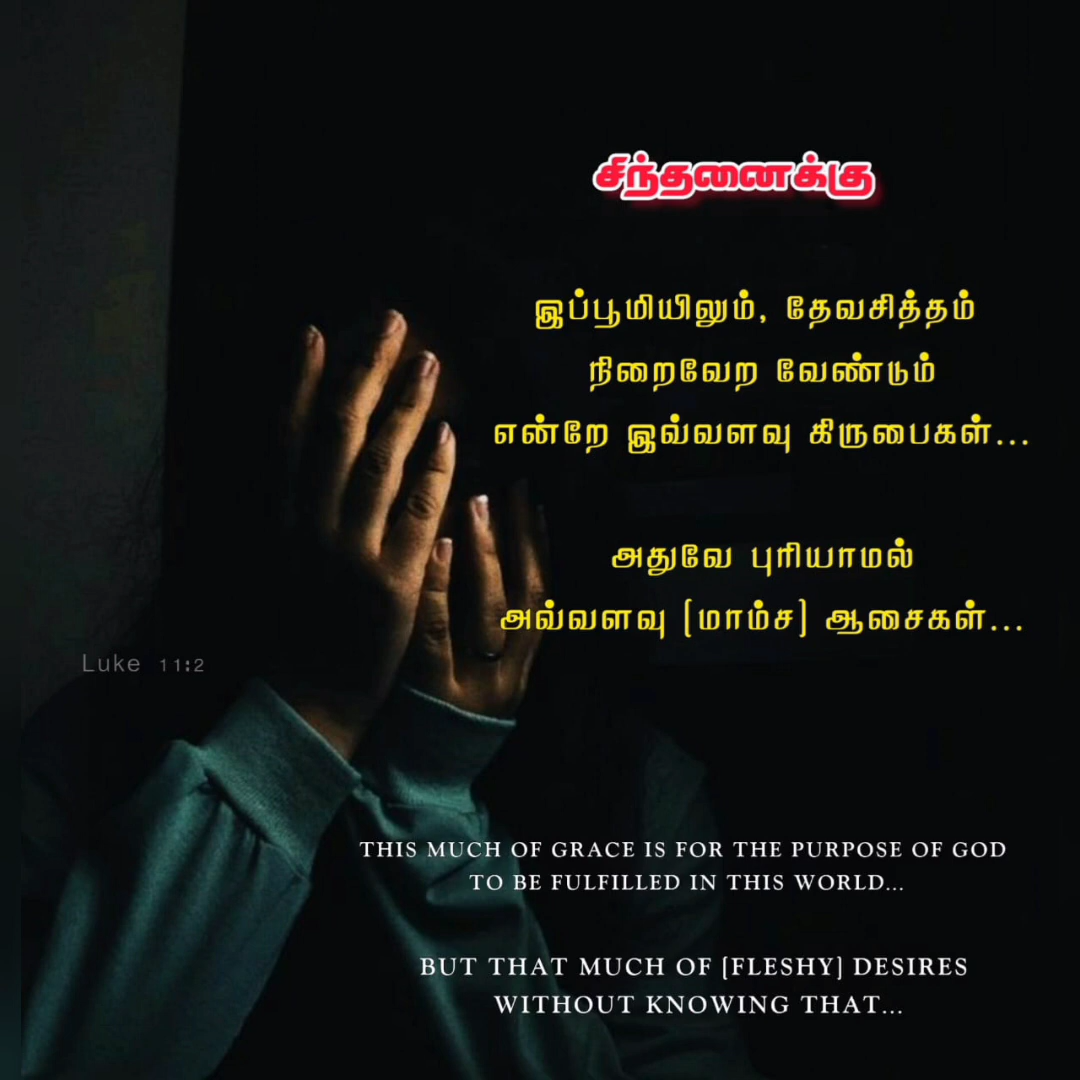 சிந்தனைக்கு
இப்பூமியிலும், தேவசித்தம்
நிறைவேற வேண்டும்
என்றே இவ்வளவு கிருபைகள்...
அதுவே புரியாமல்
அவ்வளவு (மாம்ச) ஆசைகள்...
Luke 11:2
THIS MUCH OF GRACE IS FOR THE PURPOSE OF GOD
TO BE FULFILLED IN THIS WORLD...
BUT THAT MUCH OF (FLESHY) DESIRES
WITHOUT KNOWING THAT...